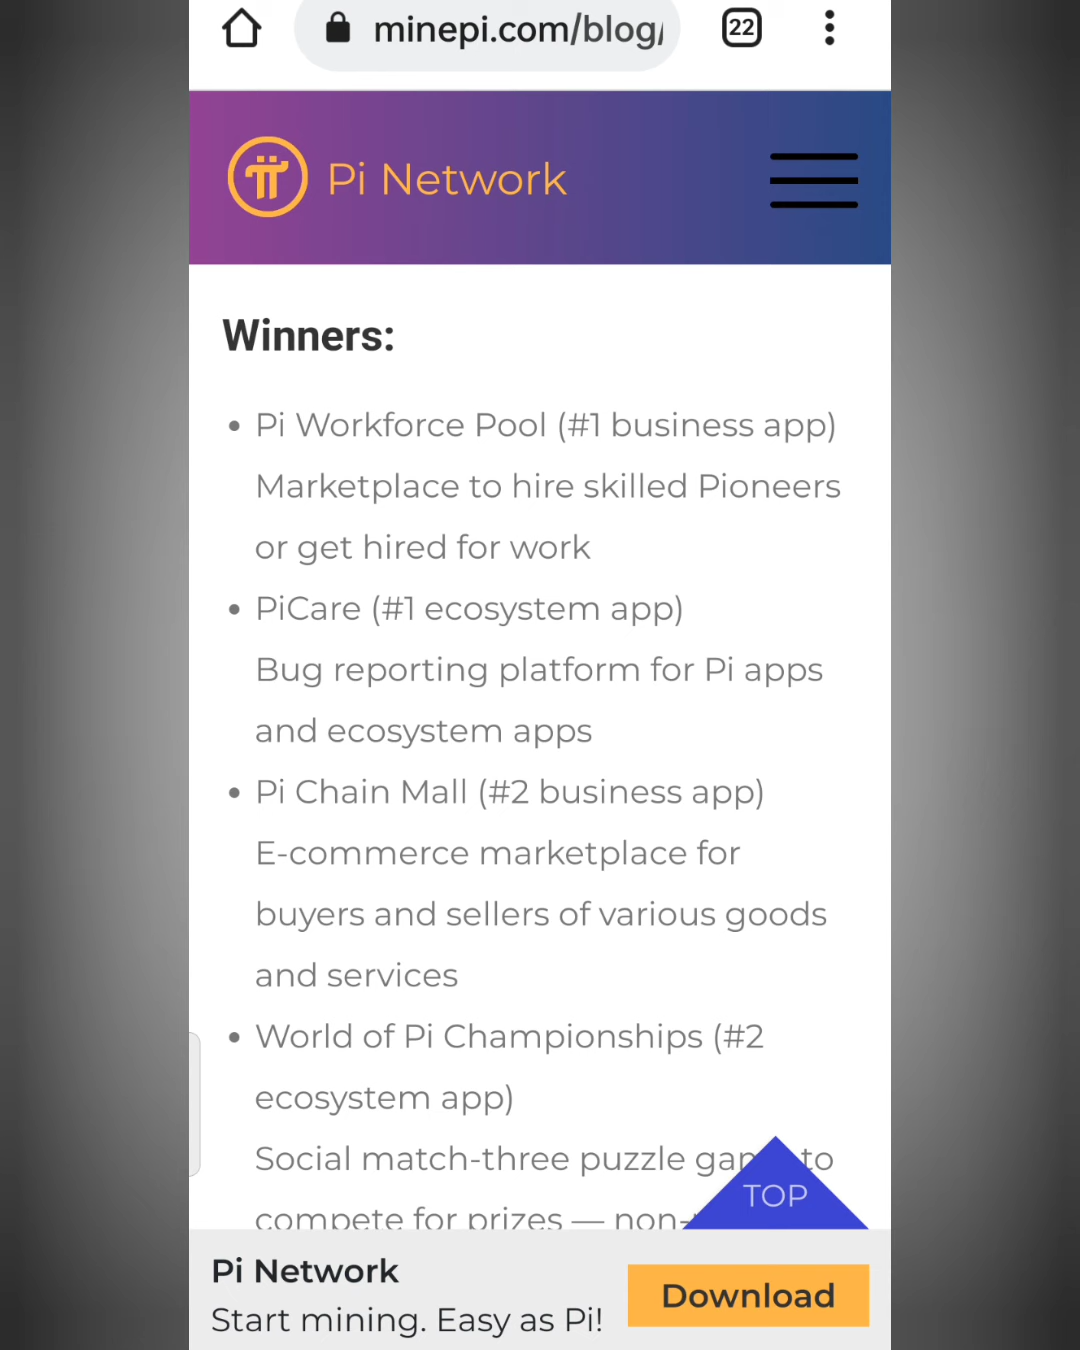 minepi.com/blog/
22
Pi Network
Winners:
• Pi Workforce Pool (#1 business app)
Marketplace to hire skilled Pioneers
or get hired for work
• PiCare (#1 ecosystem app)
Bug reporting platform for Pi apps
and ecosystem apps
• Pi Chain Mall (#2 business app)
E-commerce marketplace for
buyers and sellers of various goods
and services
• World of Pi Championships (#2
ecosystem app)
Social match-three puzzle to
TOP
compete for prizes — non-
Pi Network
Start mining. Easy as Pi!
Download